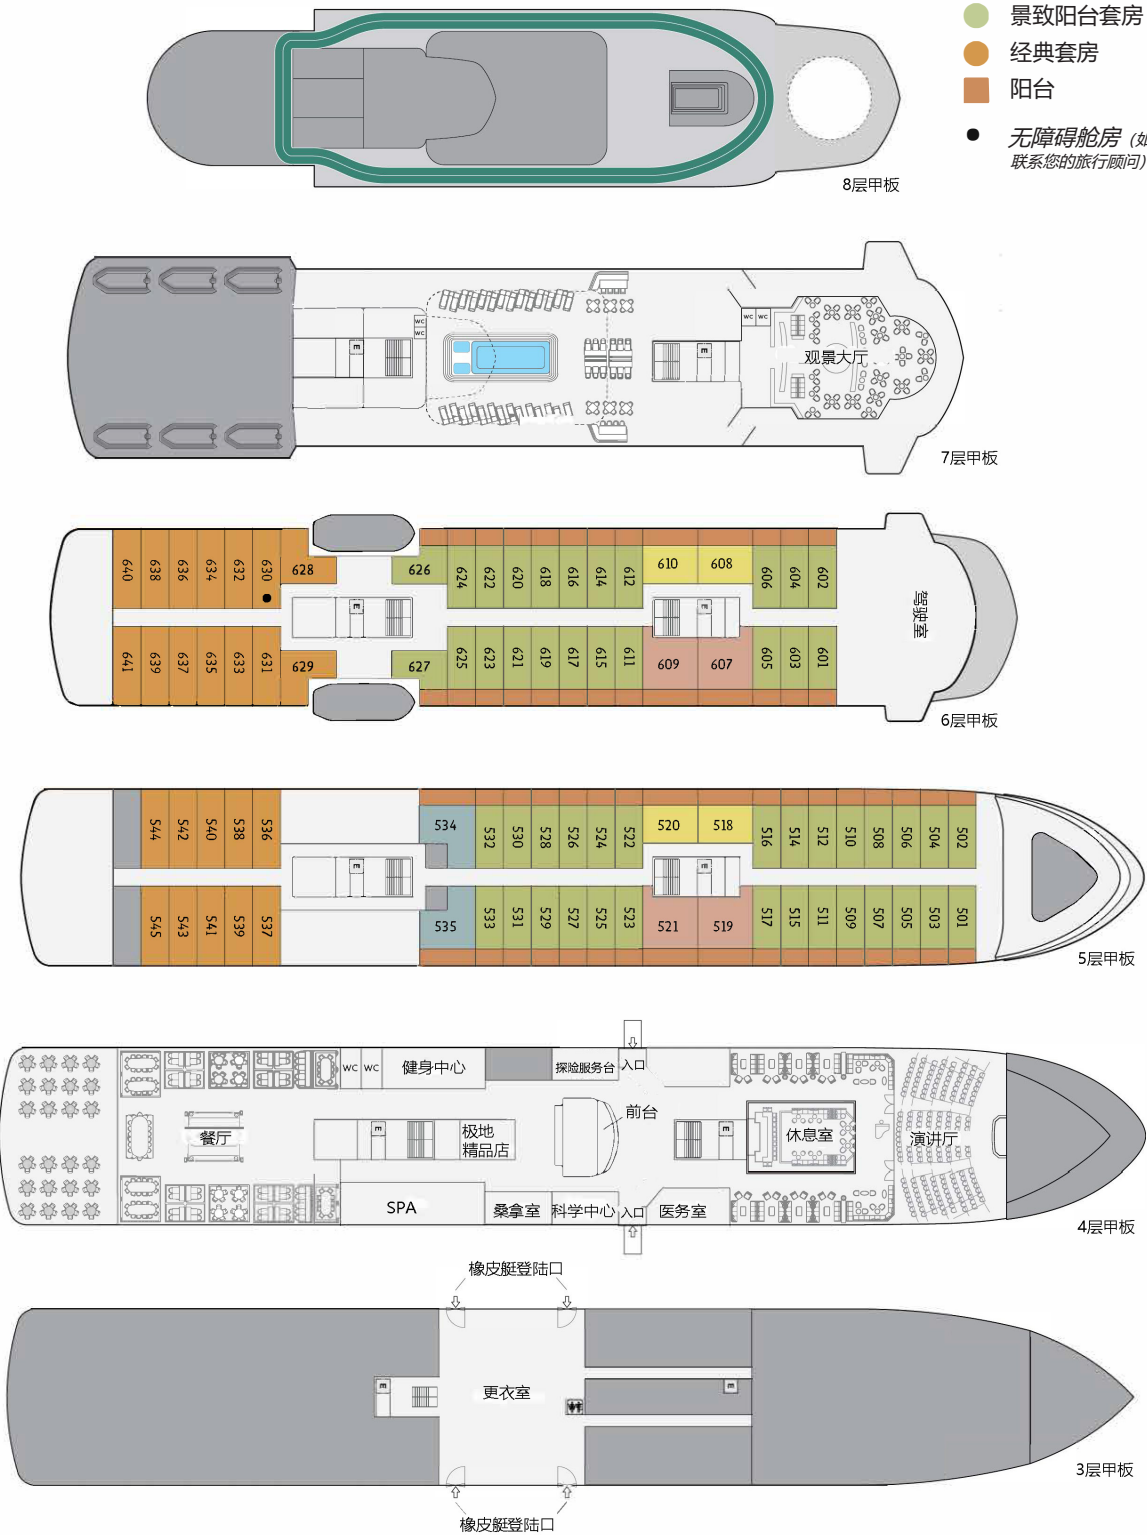 景致阳台套房
经典套房
阳台
无障碍舱房 (如
联系您的旅行顾问)
8层甲板
WC
WC
E
E
WC WC
观景大厅
7层甲板
640 638 636 634 632 630 628 626 624 622 620 618 616 614 612 610 608 606 604 602
E
E
驾驶室
641 639 637 635 633 631 629 627 625 623 621 619 617 615 611 609 607 605 603 601
6层甲板
544 542 540 538 536 534 532 530 528 526 524 522 520 518 516 514 512 510 508 506 504 502
E
E
545 543 541 539 537 535 533 531 529 527 525 523 521 519 517 515 511 509 507 505 503 501
5层甲板
WC WC 健身中心 探险服务台 入口
前台
餐厅 E 极地
精品店 E 休息室 演讲厅
SPA 桑拿室 科学中心 入口 医务室
4层甲板
橡皮艇登陆口
E
E
更衣室
3层甲板
橡皮艇登陆口